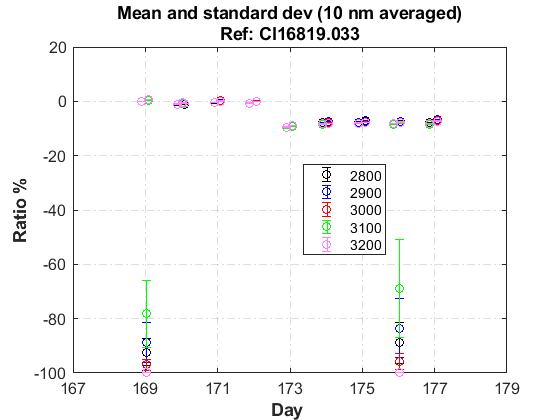 Mean and standard dev (10 nm averaged)
Ref: CI16819.033
20
0
-20
-40
-60
-80
-100
Ratio %
2800
2900
3000
3100
3200
167 169 171 173 175 177 179
Day